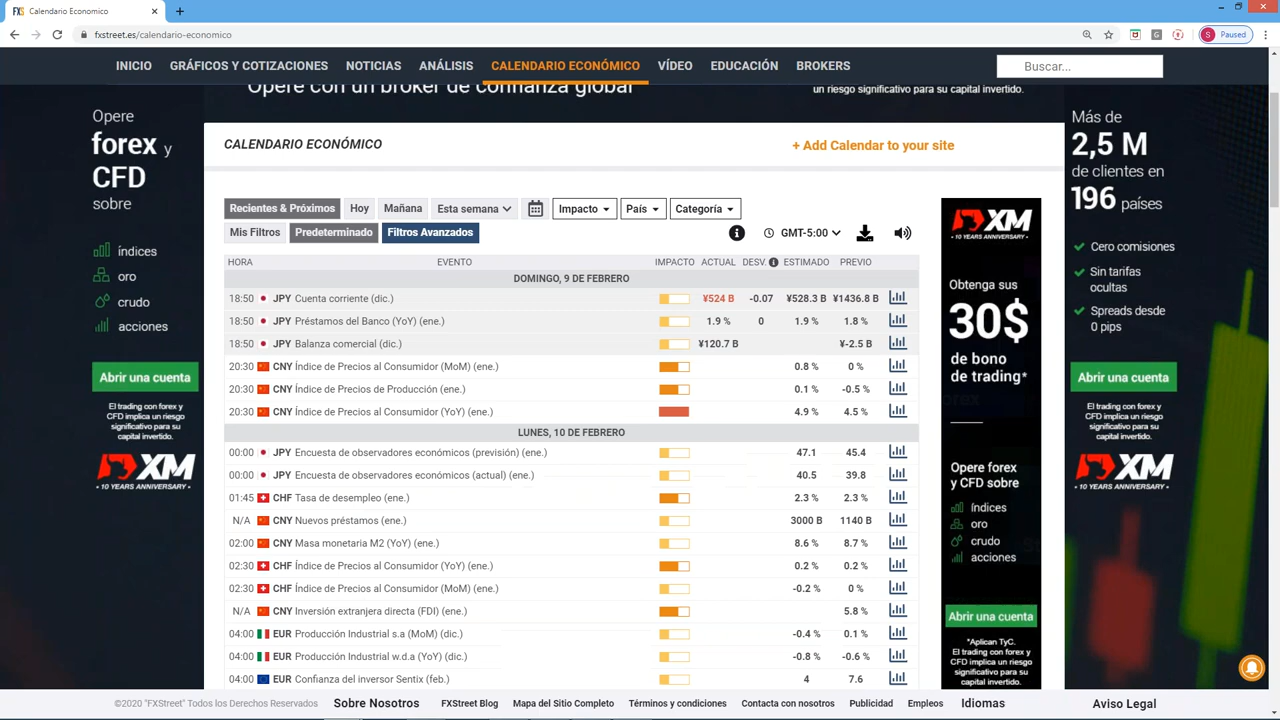 Calendario Economico
fxstreet.es/calendario-economico
S Paused
INICIO GRÁFICOS Y COTIZACIONES NOTICIAS ANÁLISIS CALENDARIO ECONÓMICO VÍDEO EDUCACIÓN BROKERS Buscar...
Opere con un broker de confianza global
un riesgo significativo para su capital invertido.
Opere
forex y
CFD
sobre
índices
oro
crudo
acciones
Abrir una cuenta
El trading con forex y
CFD implica un riesgo
significativo para su
capital invertido.
XM
• 10 YEARS ANNIVERSARY •
CALENDARIO ECONÓMICO + Add Calendar to your site
Recientes & Próximos Hoy Mañana Esta semana Impacto País Categoría
Mis Filtros Predeterminado Filtros Avanzados GMT-5:00
HORA EVENTO IMPACTO ACTUAL DESV. ESTIMADO PREVIO
DOMINGO, 9 DE FEBRERO
18:50 JPY Cuenta corriente (dic.) ¥524 B -0.07 ¥528.3 B ¥1436.8 B
18:50 JPY Préstamos del Banco (YoY) (ene.) 1.9 % 0 1.9 % 1.8 %
18:50 JPY Balanza comercial (dic.) ¥120.7 B ¥-2.5 B
20:30 CNY Índice de Precios al Consumidor (MoM) (ene.) 0.8 % 0 %
20:30 CNY Índice de Precios de Producción (ene.) 0.1 % -0.5 %
20:30 CNY Índice de Precios al Consumidor (YoY) (ene.) 4.9 % 4.5 %
LUNES, 10 DE FEBRERO
00:00 JPY Encuesta de observadores económicos (previsión) (ene.) 47.1 45.4
00:00 JPY Encuesta de observadores económicos (actual) (ene.) 40.5 39.8
01:45 CHF Tasa de desempleo (ene.) 2.3 % 2.3 %
N/A CNY Nuevos préstamos (ene.) 3000 B 1140 B
02:00 CNY Masa monetaria M2 (YoY) (ene.) 8.6 % 8.7 %
02:30 CHF Índice de Precios al Consumidor (YoY) (ene.) 0.2 % 0.2 %
02:30 CHF Índice de Precios al Consumidor (MoM) (ene.) -0.2 % 0 %
N/A CNY Inversión extranjera directa (FDI) (ene.) 5.8 %
04:00 EUR Producción Industrial s.a (MoM) (dic.) -0.4 % 0.1 %
04:00 EUR Producción Industrial w.d.a (YoY) (dic.) -0.8 % -0.6 %
04:00 EUR Confianza del inversor Sentix (feb.) 4 7.6
XM
• 10 YEARS ANNIVERSARY •
Obtenga sus
30$
de bono
de trading*
Opere forex
y CFD sobre
índices
oro
crudo
acciones
Abrir una cuenta
*Aplican TyC.
El trading con forex y
CFD implica un riesgo
significativo para su
capital invertido.
Más de
2,5 M
de clientes en
196 países
Cero comisiones
Sin tarifas
ocultas
Spreads desde
0 pips
Abrir una cuenta
El trading con forex y
CFD implica un riesgo
significativo para su
capital invertido.
XM
• 10 YEARS ANNIVERSARY •
©2020 "FXStreet" Todos los Derechos Reservados Sobre Nosotros FXStreet Blog Mapa del Sitio Completo Términos y condiciones Contacta con nosotros Publicidad Empleos Idiomas Aviso Legal